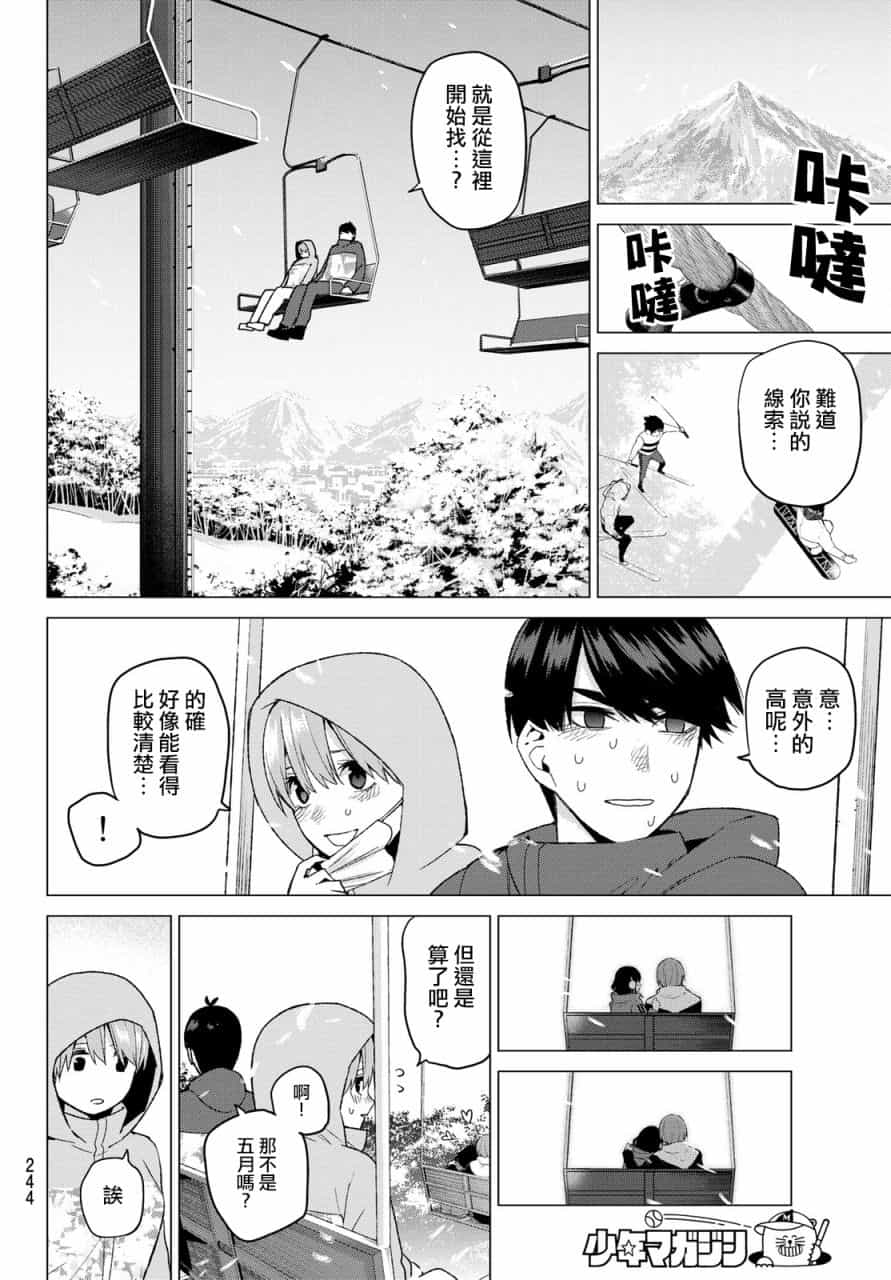 咔噠
咔噠
難道
你説的
線索…
就是從這裡
開始找…？
意…
意外的
高呢…
的確
好像能看得
比較清楚…
！
但還是
算了吧？
啊！
那不是
五月嗎？
誒
244
少年マガジン